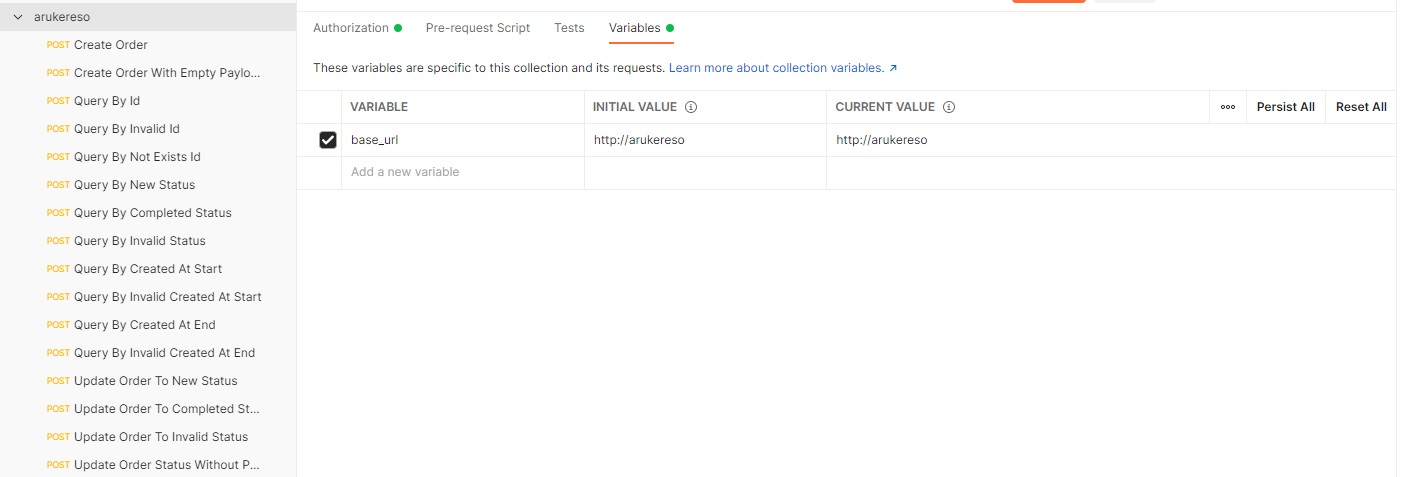 arukereso
POST Create Order
POST Create Order With Empty Paylo...
POST Query By Id
POST Query By Invalid Id
POST Query By Not Exists Id
POST Query By New Status
POST Query By Completed Status
POST Query By Invalid Status
POST Query By Created At Start
POST Query By Invalid Created At Start
POST Query By Created At End
POST Query By Invalid Created At End
POST Update Order To New Status
POST Update Order To Completed St...
POST Update Order To Invalid Status
POST Update Order Status Without P...
Authorization Pre-request Script Tests Variables
These variables are specific to this collection and its requests. Learn more about collection variables. ↗
VARIABLE INITIAL VALUE CURRENT VALUE Persist All Reset All
base_url http://arukereso http://arukereso
Add a new variable